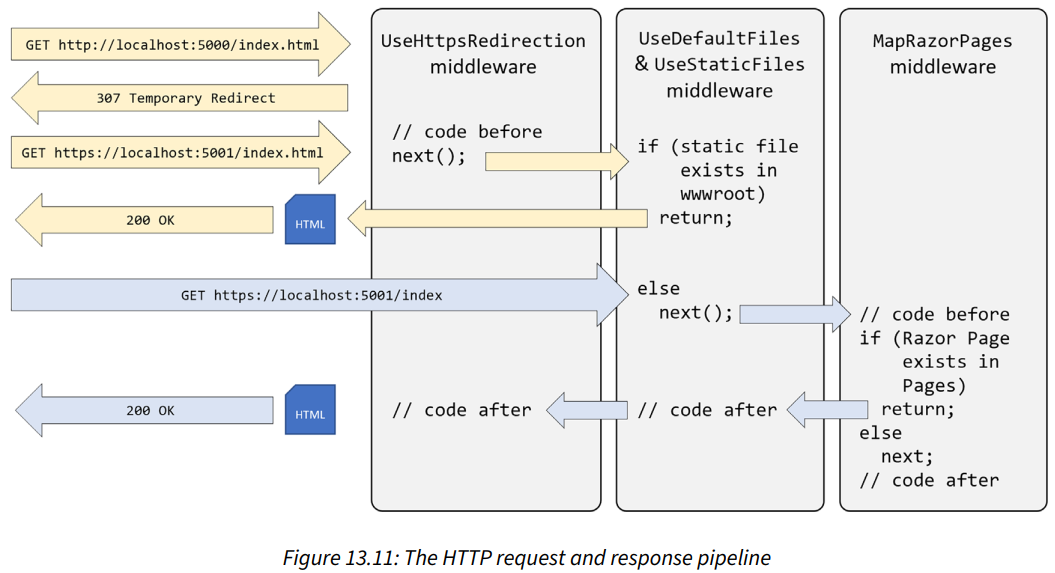 GET http://localhost:5000/index.html
307 Temporary Redirect
GET https://localhost:5001/index.html
200 OK
HTML
GET https://localhost:5001/index
200 OK
HTML
UseHttpsRedirection
middleware
// code before
next();
// code after
UseDefaultFiles
& UseStaticFiles
middleware
if (static file
exists in
wwwroot)
return;
else
next();
// code after
MapRazorPages
middleware
// code before
if (Razor Page
exists in
Pages)
return;
else
next;
// code after
Figure 13.11: The HTTP request and response pipeline